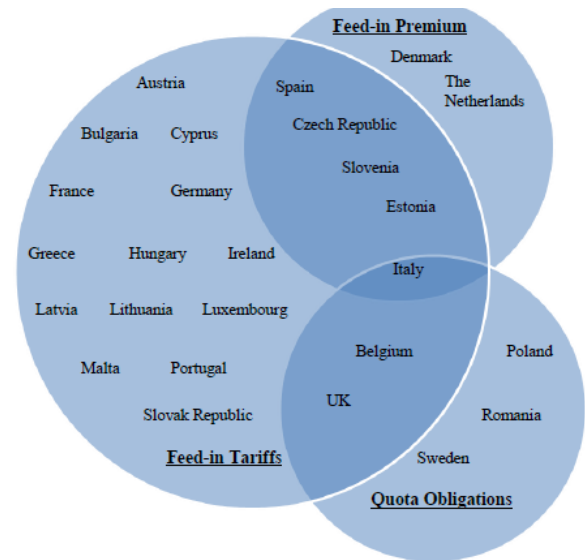 Feed-in Premium
Denmark
The
Netherlands
Austria
Spain
Bulgaria
Cyprus
Czech Republic
Slovenia
France
Germany
Estonia
Greece
Hungary
Ireland
Italy
Latvia
Lithuania
Luxembourg
Belgium
Poland
Malta
Portugal
UK
Slovak Republic
Romania
Feed-in Tariffs
Sweden
Quota Obligations